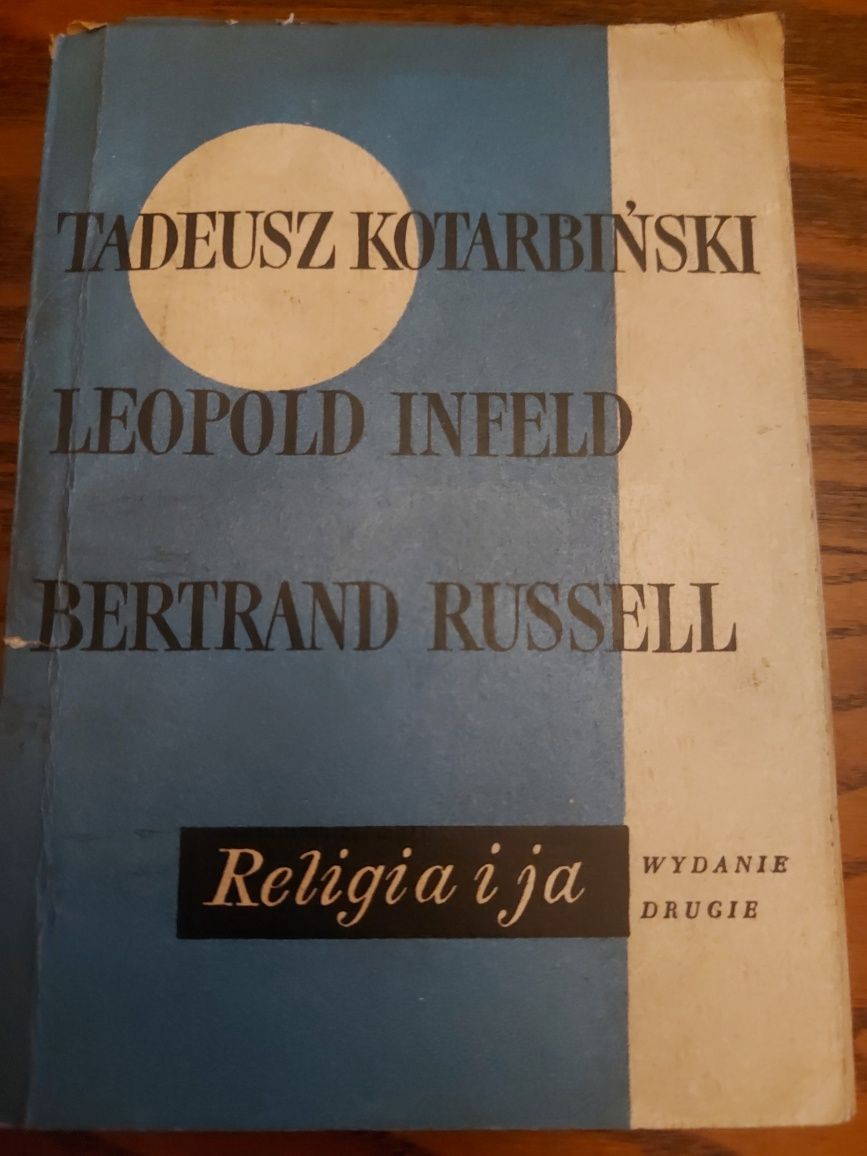 TADEUSZ KOTARBIŃSKI
LEOPOLD INFELD
BERTRAND RUSSELL
Religia i ja
WYDANIE
DRUGIE